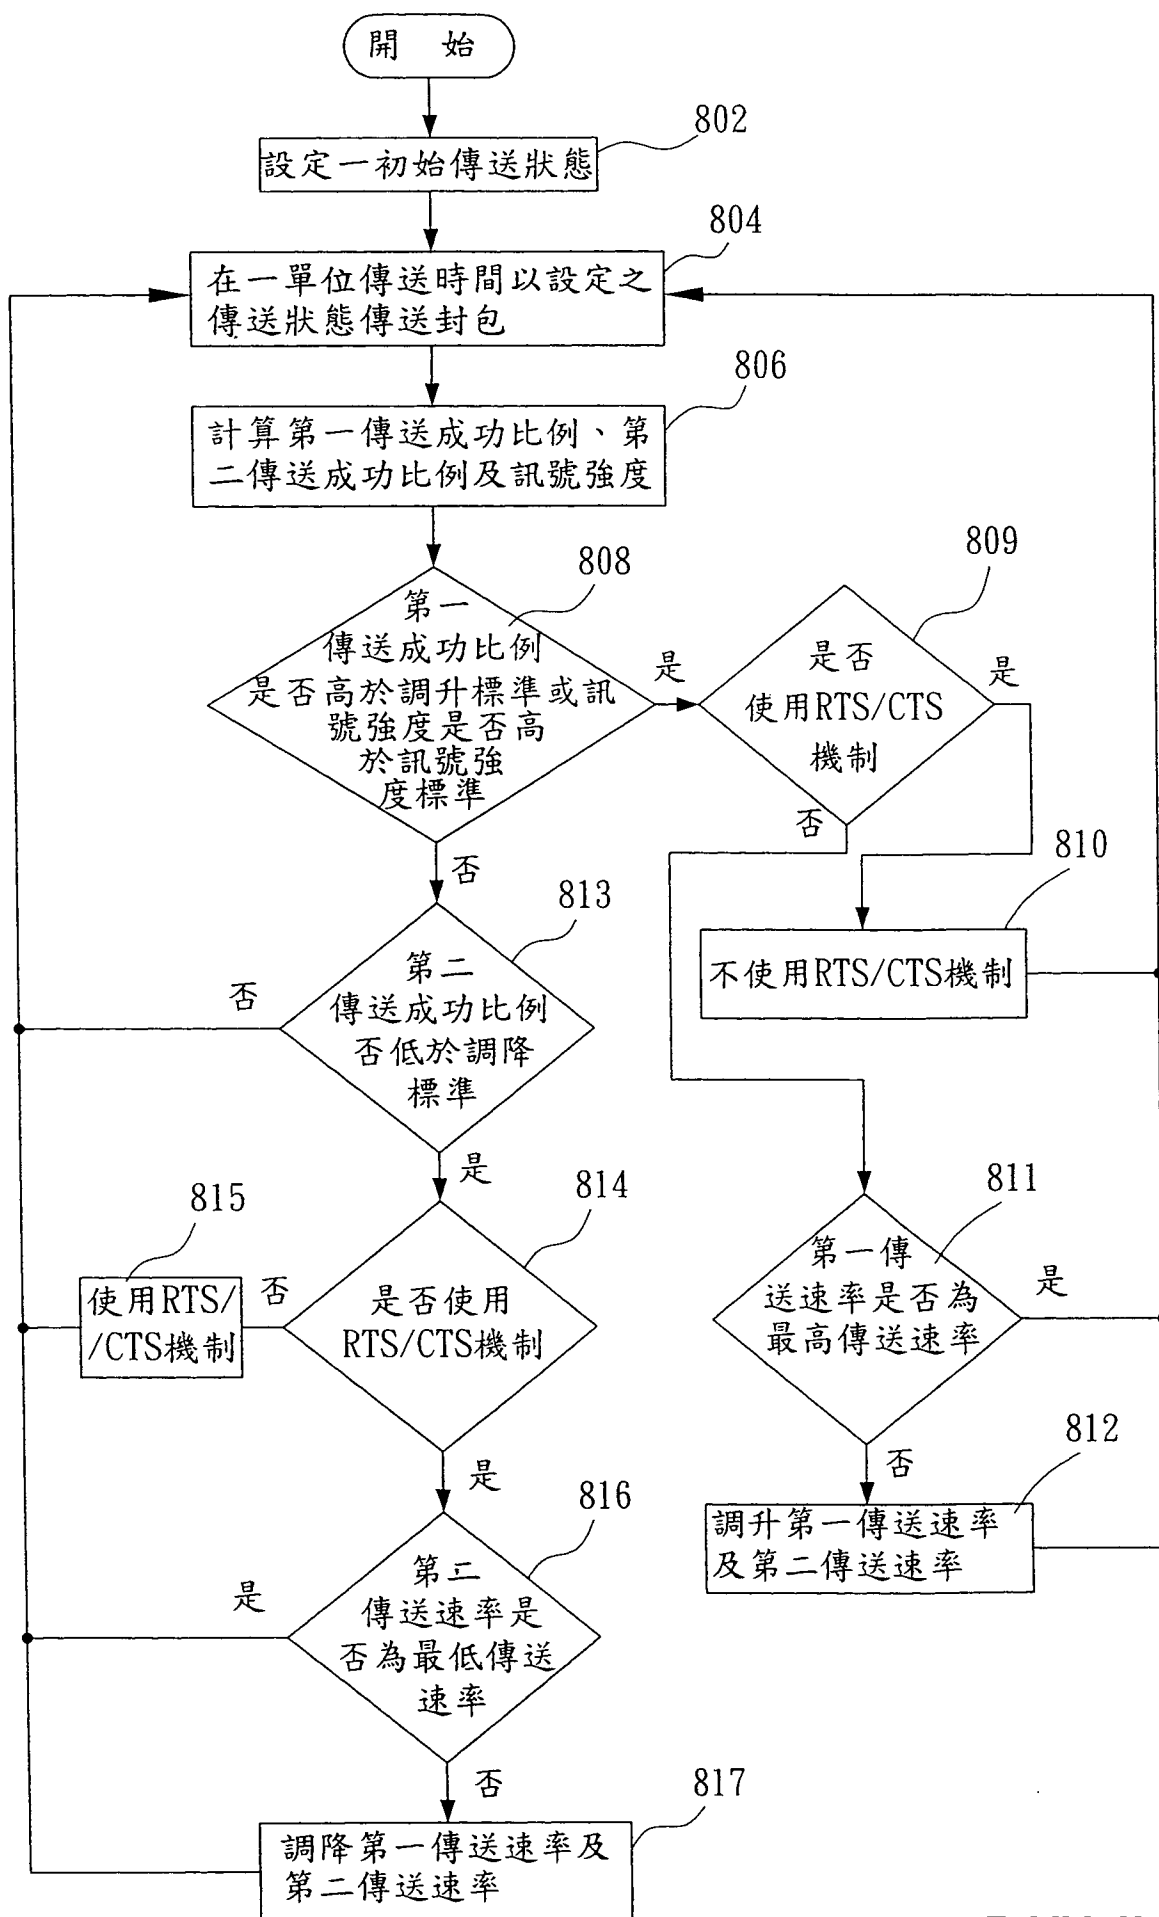 開 始
802
設定一初始傳送狀態
804
在一單位傳送時間以設定之
傳送狀態傳送封包
806
計算第一傳送成功比例、第
二傳送成功比例及訊號強度
808
第一
傳送成功比例
是否高於調升標準或訊
號強度是否高
於訊號強
度標準
是
否
809
是否
使用RTS/CTS
機制
是
否
810
不使用RTS/CTS機制
813
第二
傳送成功比例
否低於調降
標準
否
是
811
第一傳
送速率是否為
最高傳送速率
是
否
815
使用RTS/
/CTS機制
814
是否使用
RTS/CTS機制
否
是
812
調升第一傳送速率
及第二傳送速率
816
第二
傳送速率是
否為最低傳送
速率
是
否
817
調降第一傳送速率及
第二傳送速率